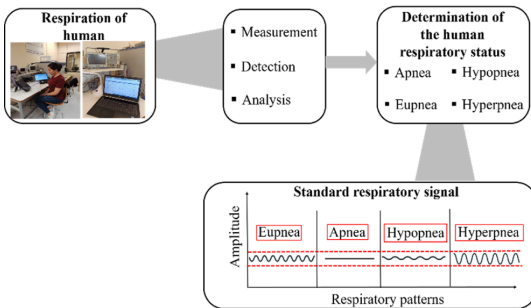 Respiration of
human
▪ Measurement
▪ Detection
▪ Analysis
Determination of
the human
respiratory status
▪ Apnea ▪ Hypopnea
▪ Eupnea ▪ Hyperpnea
Standard respiratory signal
Amplitude
Eupnea Apnea Hypopnea Hyperpnea
Respiratory patterns